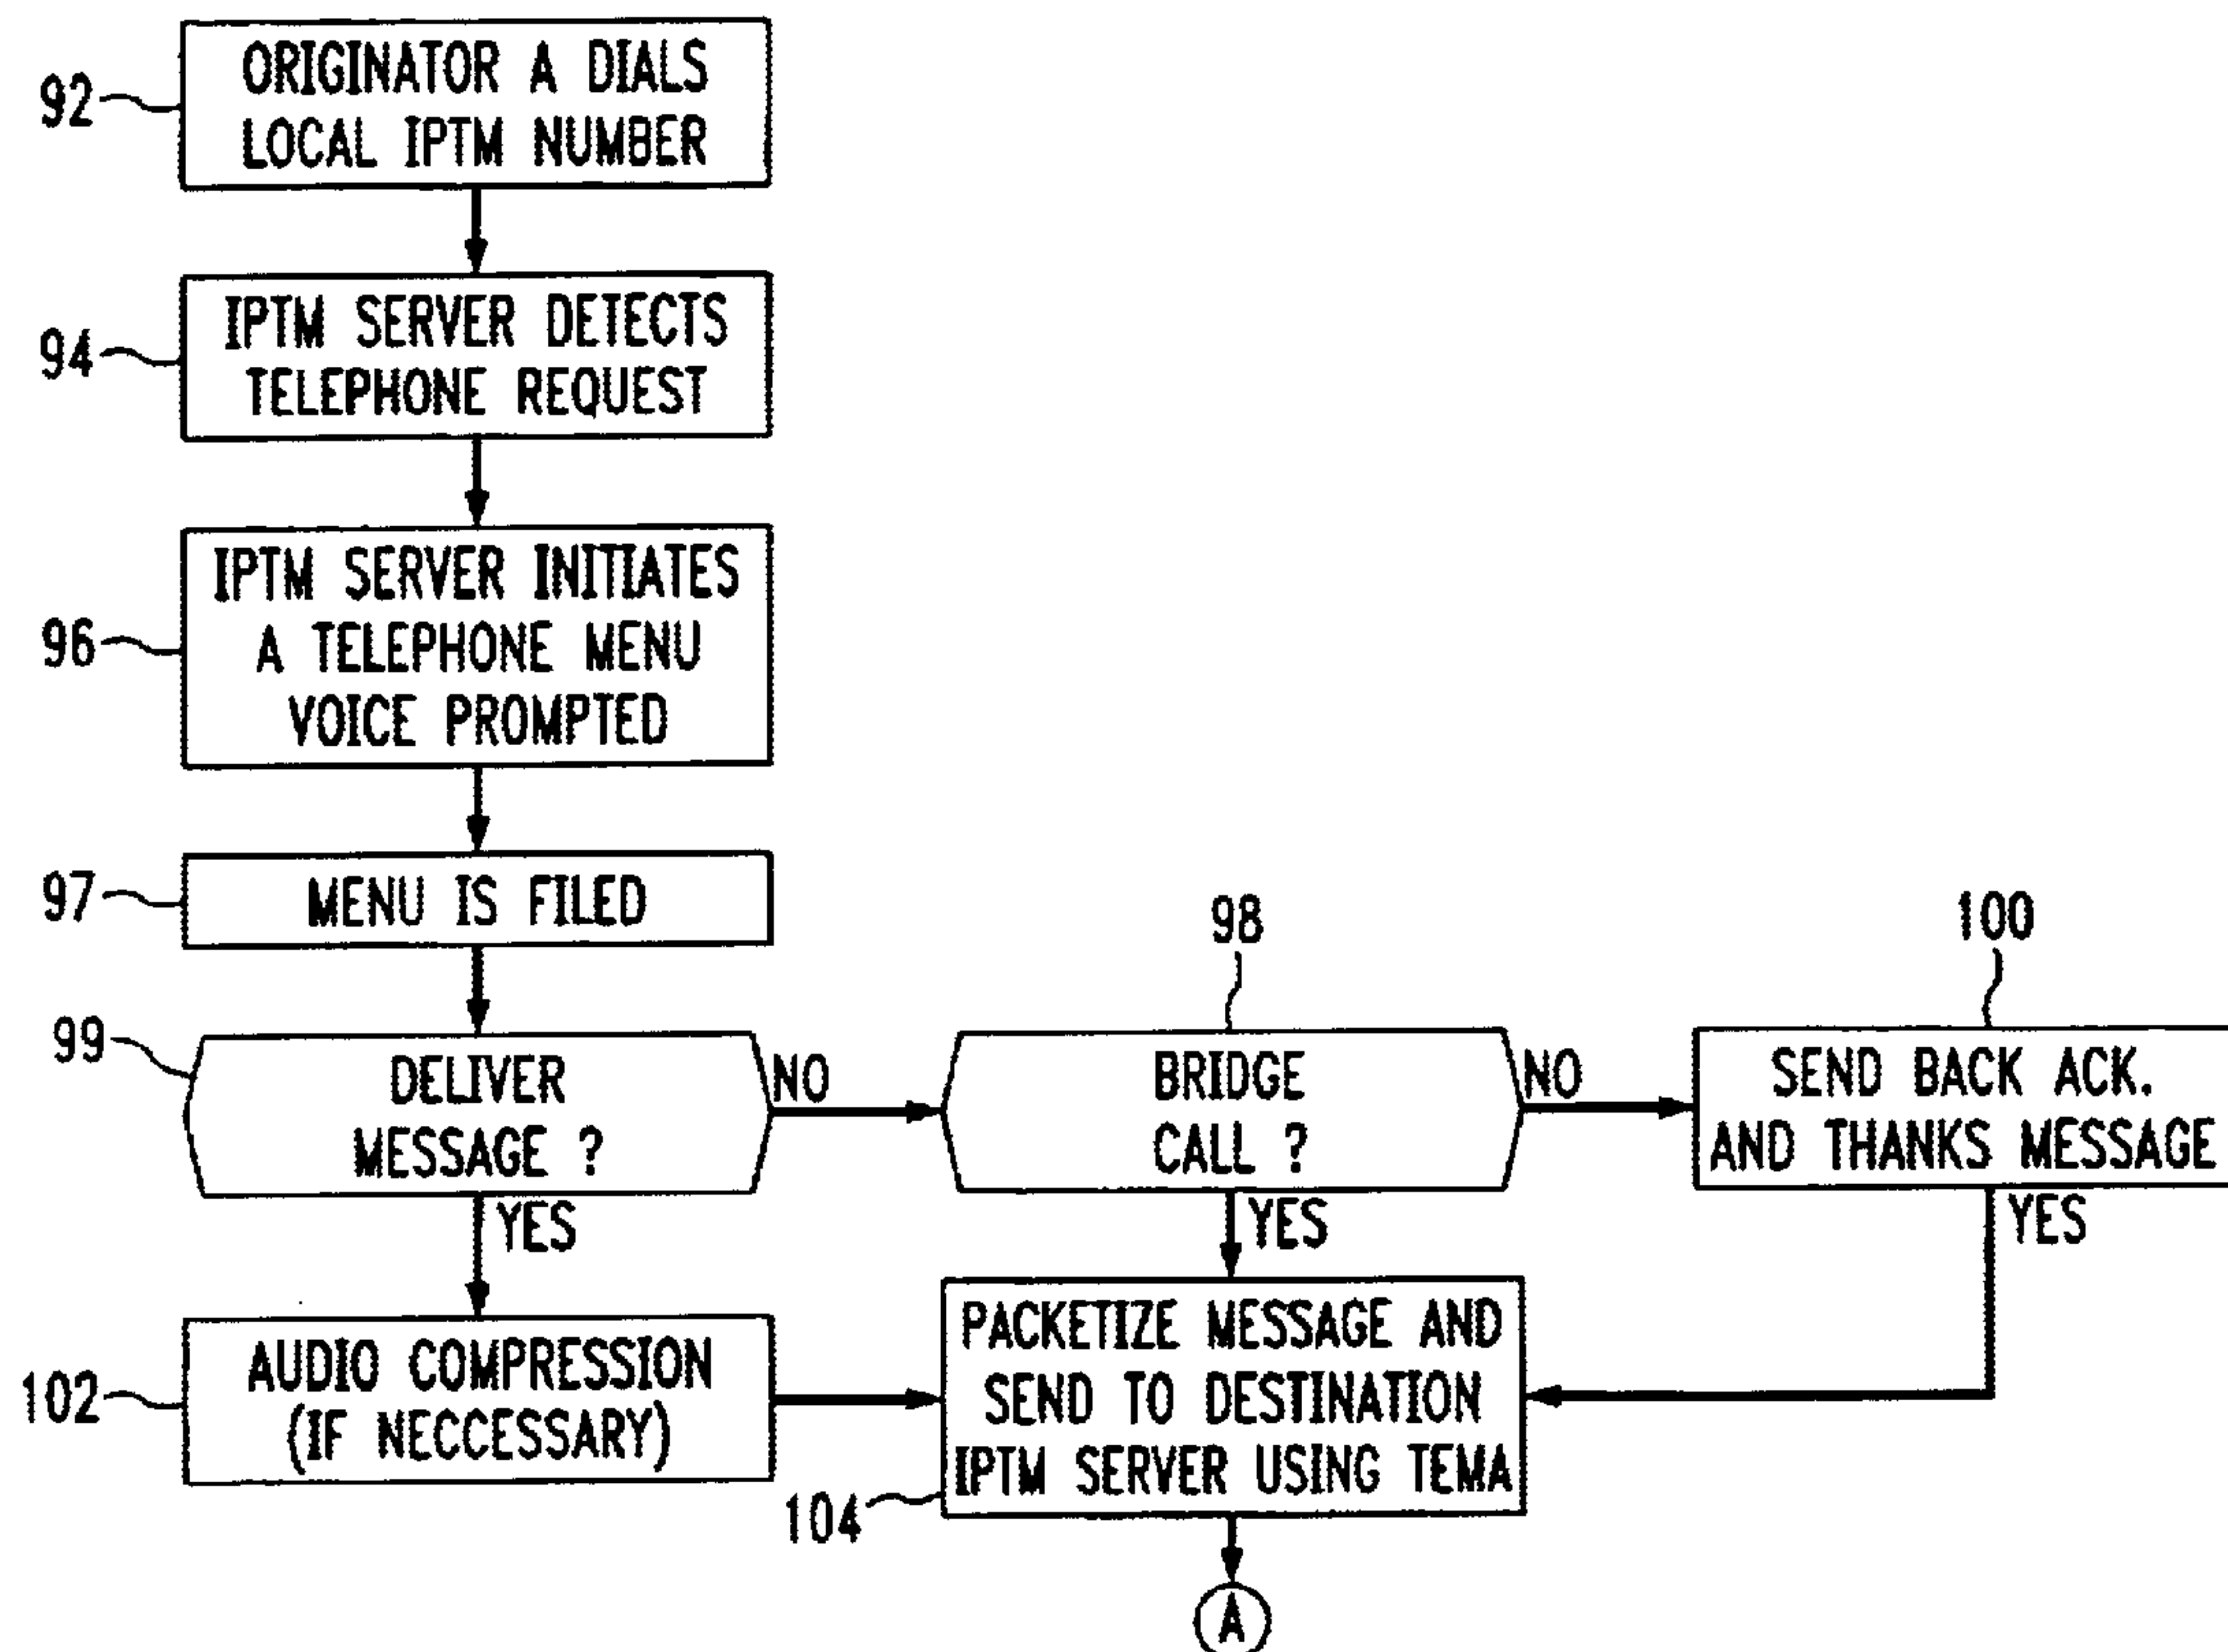 92
ORIGINATOR A DIALS
LOCAL IPTM NUMBER
94
IPTM SERVER DETECTS
TELEPHONE REQUEST
96
IPTM SERVER INITIATES
A TELEPHONE MENU
VOICE PROMPTED
97
MENU IS FILED
99
DELIVER
MESSAGE ?
NO
YES
98
BRIDGE
CALL ?
NO
YES
100
SEND BACK ACK.
AND THANKS MESSAGE
YES
102
AUDIO COMPRESSION
(IF NECCESSARY)
104
PACKETIZE MESSAGE AND
SEND TO DESTINATION
IPTM SERVER USING TEMA
A